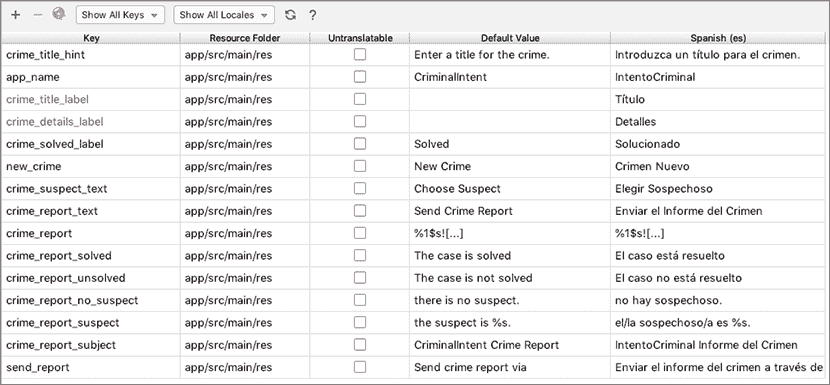 Show All Keys Show All Locales ?
Key Resource Folder Untranslatable Default Value Spanish (es)
crime_title_hint app/src/main/res Enter a title for the crime. Introduzca un título para el crimen.
app_name app/src/main/res CriminalIntent IntentoCriminal
crime_title_label app/src/main/res Título
crime_details_label app/src/main/res Detalles
crime_solved_label app/src/main/res Solved Solucionado
new_crime app/src/main/res New Crime Crimen Nuevo
crime_suspect_text app/src/main/res Choose Suspect Elegir Sospechoso
crime_report_text app/src/main/res Send Crime Report Enviar el Informe del Crimen
crime_report app/src/main/res %1$s![...] %1$s![...]
crime_report_solved app/src/main/res The case is solved El caso está resuelto
crime_report_unsolved app/src/main/res The case is not solved El caso no está resuelto
crime_report_no_suspect app/src/main/res there is no suspect. no hay sospechoso.
crime_report_suspect app/src/main/res the suspect is %s. el/la sospechoso/a es %s.
crime_report_subject app/src/main/res CriminalIntent Crime Report IntentoCriminal Informe del Crimen
send_report app/src/main/res Send crime report via Enviar el informe del crimen a través de